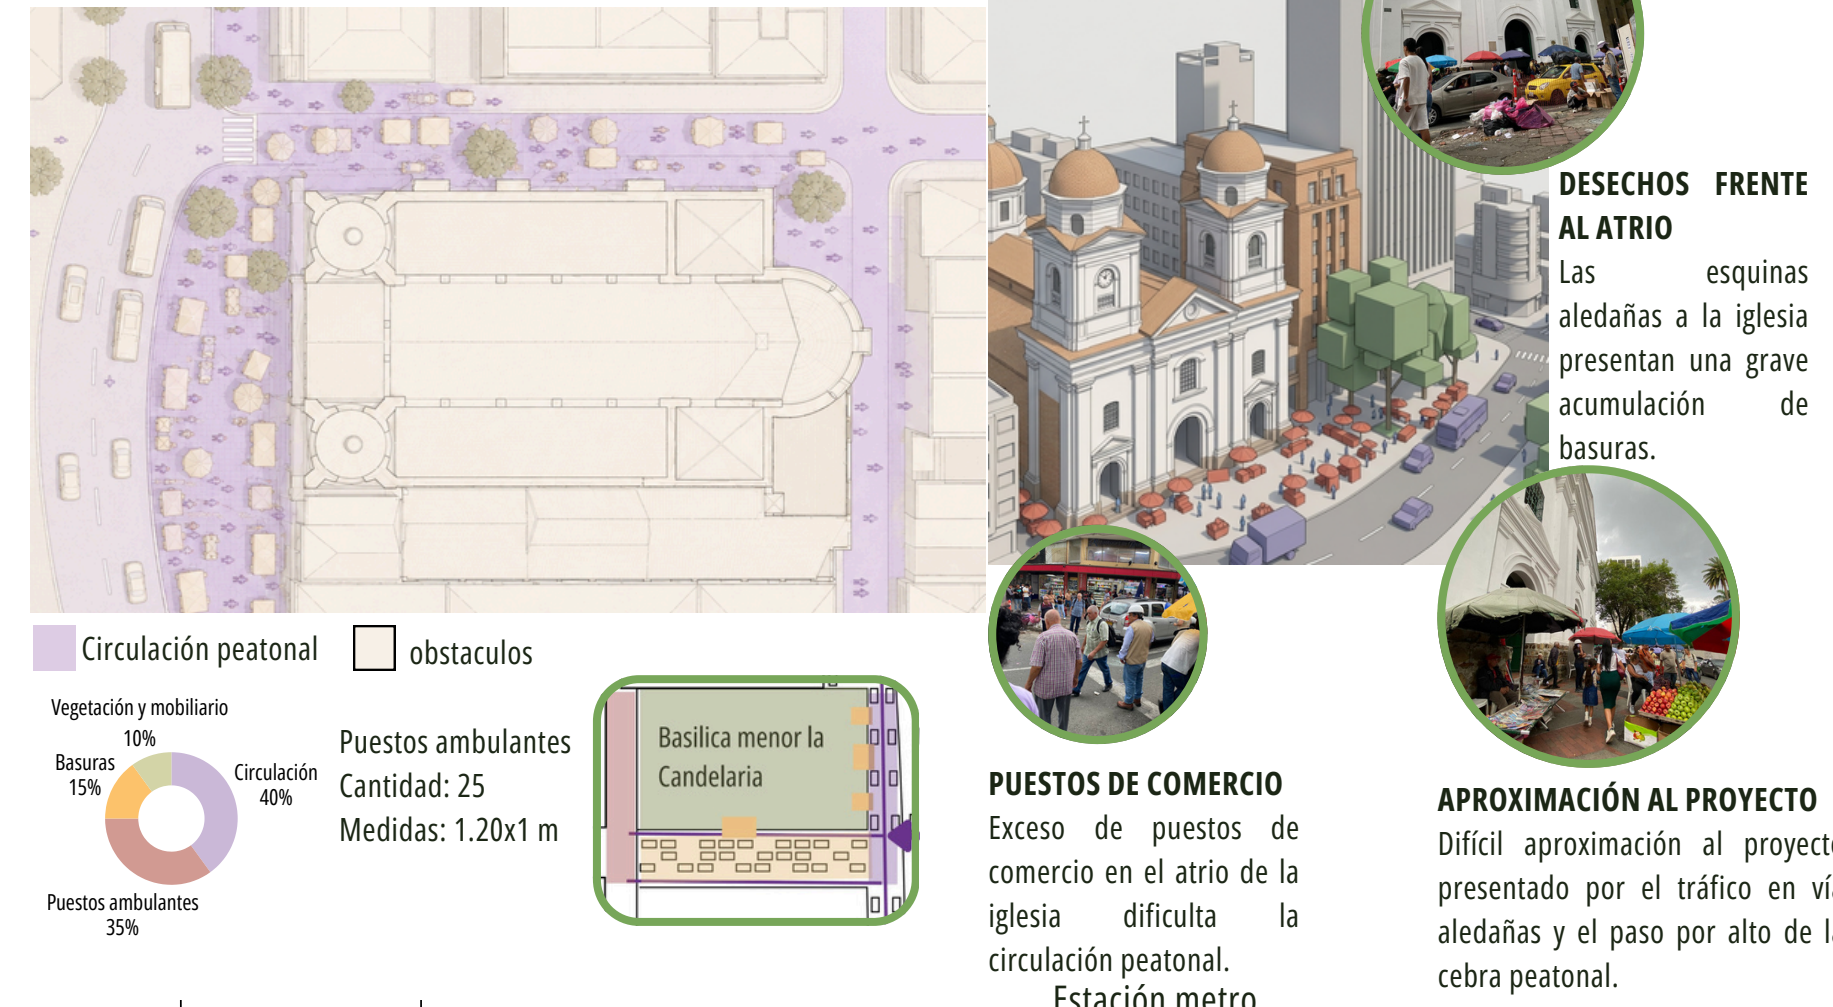 DESECHOS FRENTE
AL ATRIO
Las esquinas
aledañas a la iglesia
presentan una grave
acumulación de
basuras.
Circulación peatonal
obstaculos
Vegetación y mobiliario
10%
Basuras
15%
Circulación
40%
Puestos ambulantes
35%
Puestos ambulantes
Cantidad: 25
Medidas: 1.20x1 m
Basilica menor la
Candelaria
PUESTOS DE COMERCIO
Exceso de puestos de
comercio en el atrio de la
iglesia dificulta la
circulación peatonal.
Estación metro
APROXIMACIÓN AL PROYECTO
Difícil aproximación al proyecto
presentado por el tráfico en vía
aledañas y el paso por alto de la
cebra peatonal.